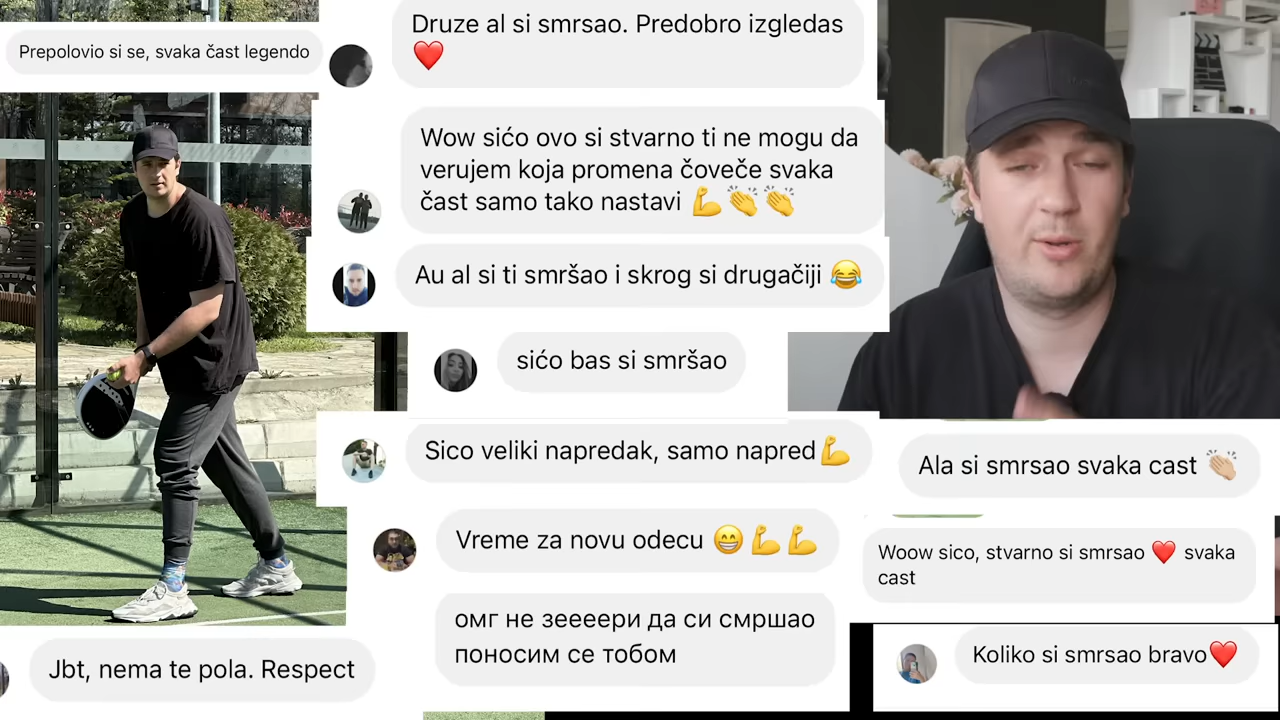 Prepolovio si se, svaka čast legendo
Druze al si smrsao. Predobro izgledas
❤️
Wow sićo ovo si stvarno ti ne mogu da
verujem koja promena čoveče svaka
čast samo tako nastavi 💪👏👏
Au al si ti smršao i skrog si drugačiji 😂
sićo bas si smršao
Sico veliki napredak, samo napred💪
Vreme za novu odecu 😁💪💪
омг не зеееери да си смршао
поносим се тобом
Jbt, nema te pola. Respect
Ala si smrsao svaka cast 👏🏼
Woow sico, stvarno si smrsao ❤️ svaka
cast
Koliko si smrsao bravo❤️